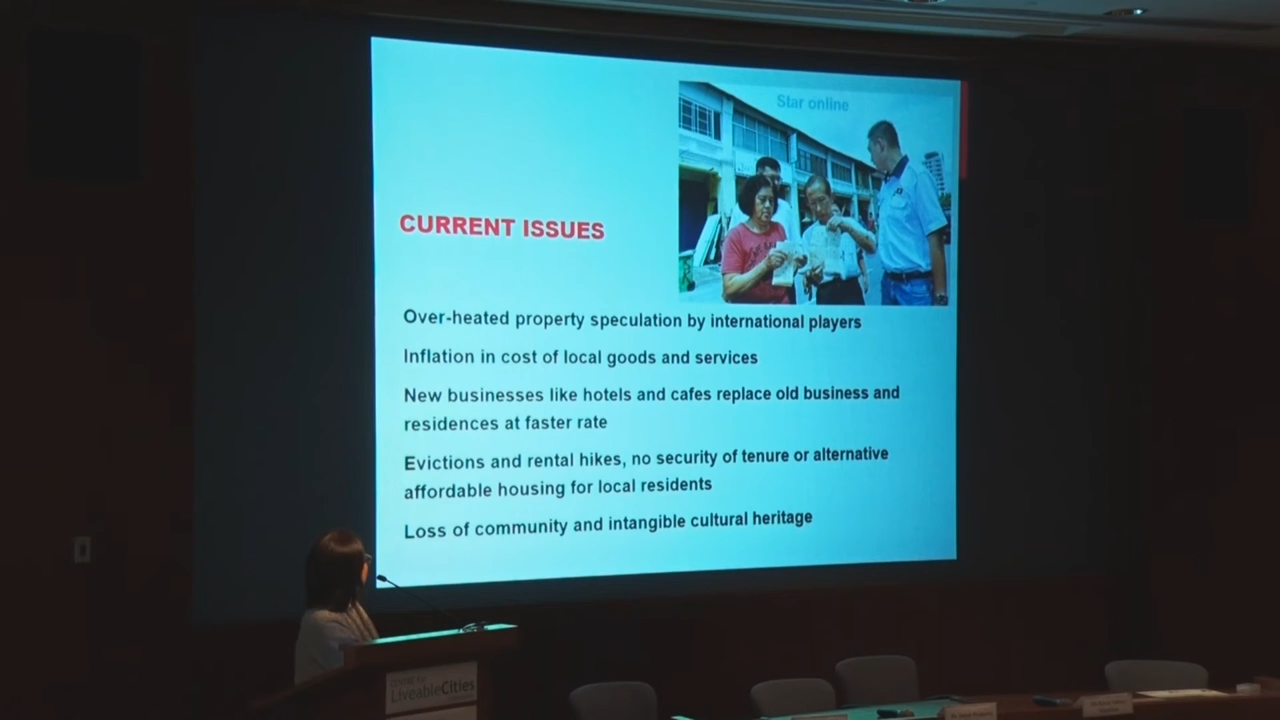 Star online
CURRENT ISSUES
Over-heated property speculation by international players
Inflation in cost of local goods and services
New businesses like hotels and cafes replace old business and
residences at faster rate
Evictions and rental hikes, no security of tenure or alternative
affordable housing for local residents
Loss of community and intangible cultural heritage
CENTRE for
LiveableCities